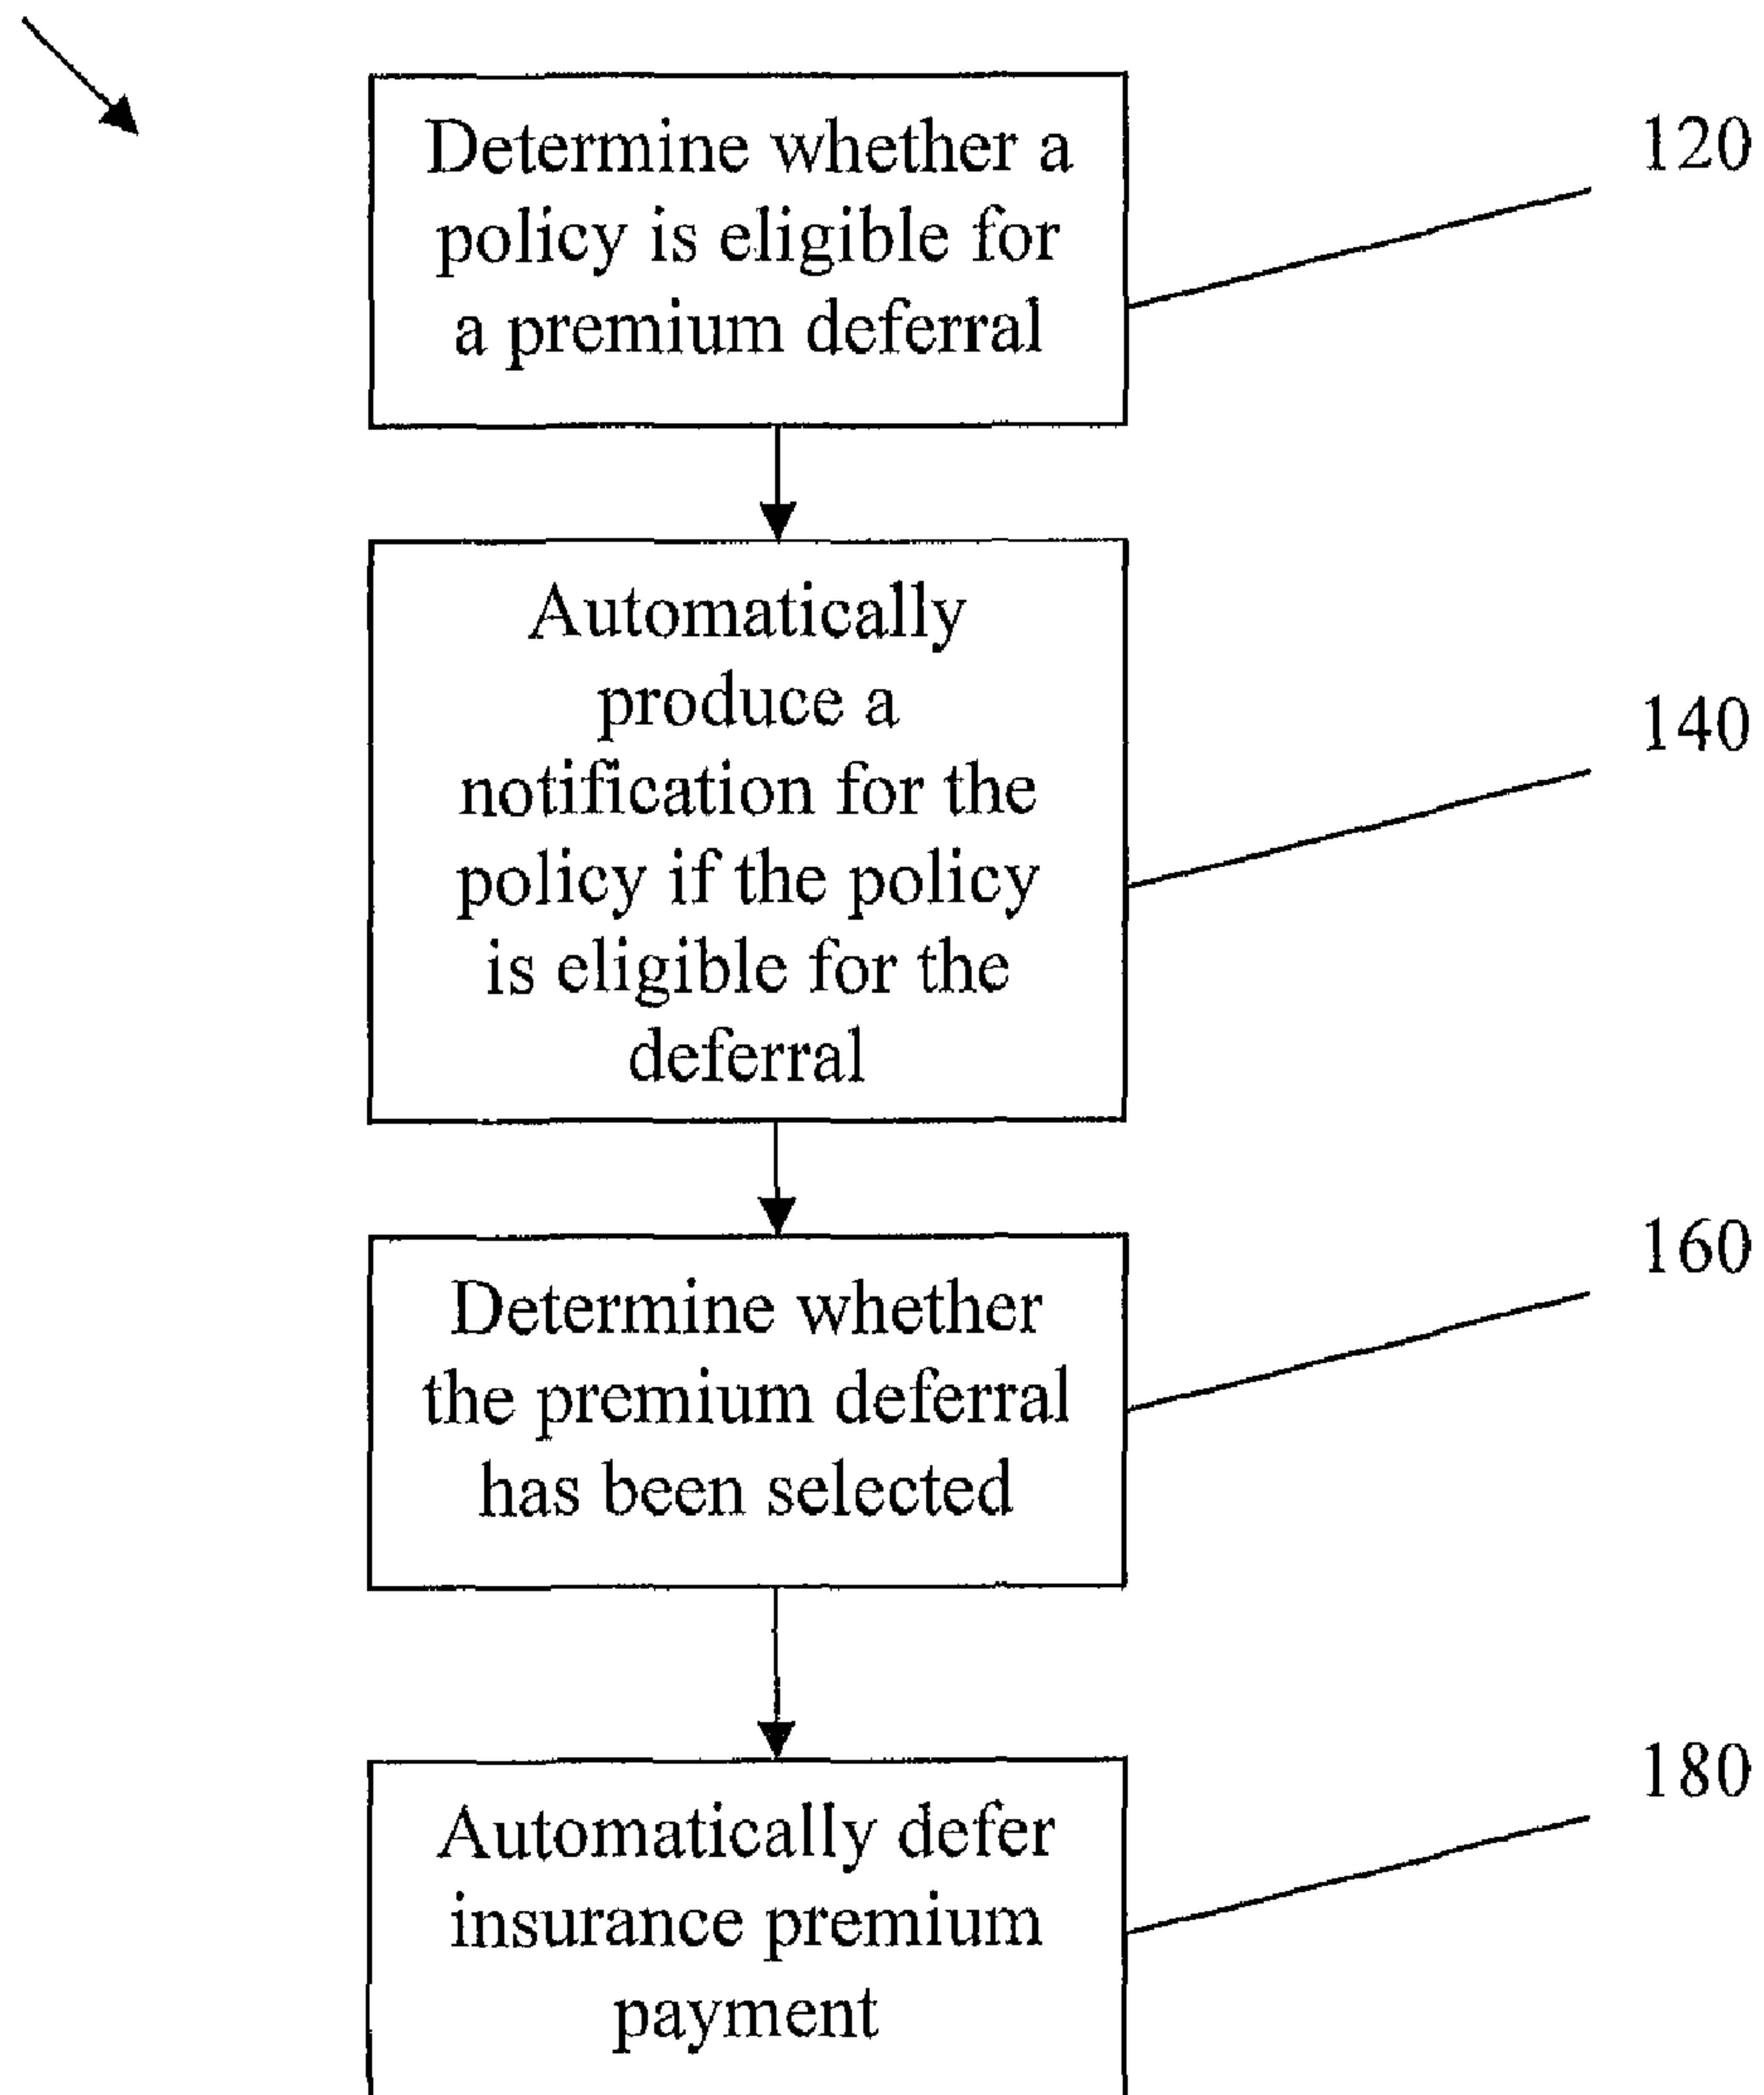 Determine whether a
policy is eligible for
a premium deferral
120
Automatically
produce a
notification for the
policy if the policy
is eligible for the
deferral
140
Determine whether
the premium deferral
has been selected
160
Automatically defer
insurance premium
payment
180